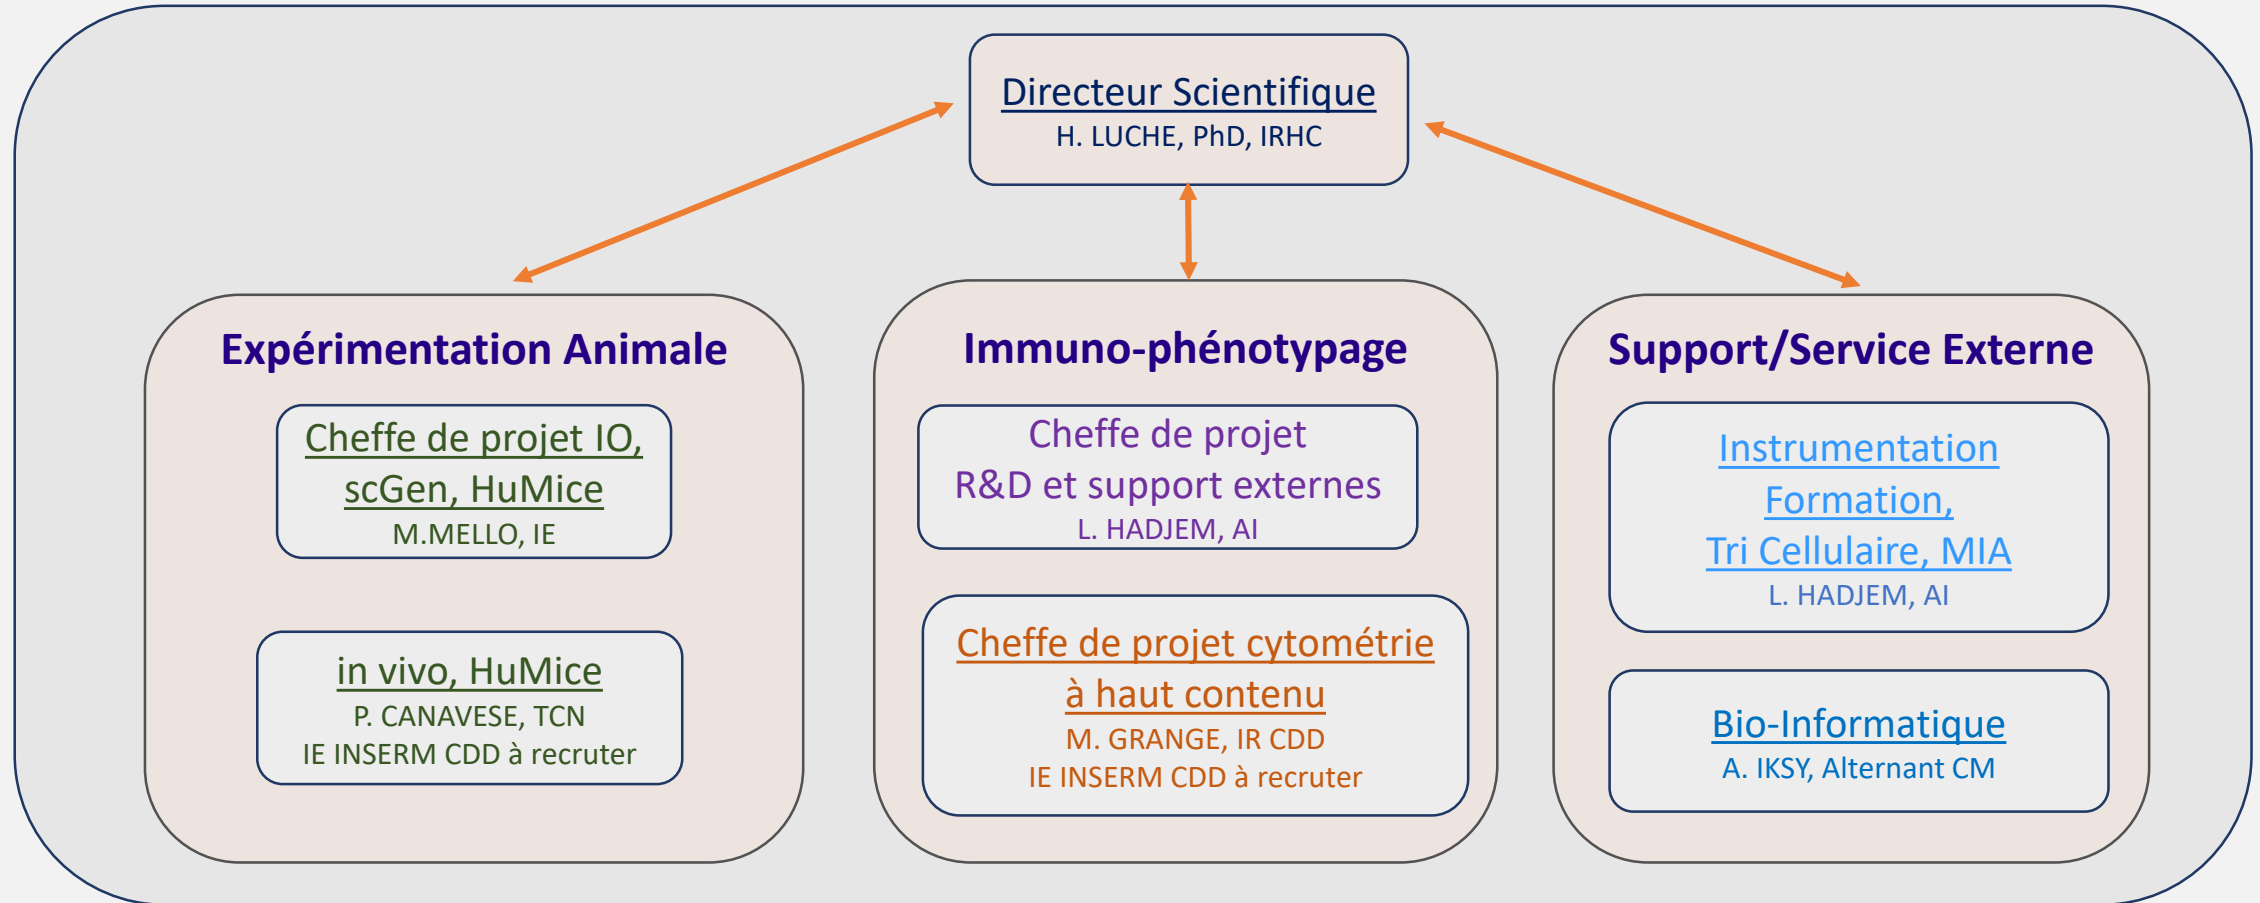 Directeur Scientifique
H. LUCHE, PhD, IRHC
Expérimentation Animale
Cheffe de projet IO,
scGen, HuMice
M.MELLO, IE
in vivo, HuMice
P. CANAVESE, TCN
IE INSERM CDD à recruter
Immuno-phénotypage
Cheffe de projet
R&D et support externes
L. HADJEM, AI
Cheffe de projet cytométrie
à haut contenu
M. GRANGE, IR CDD
IE INSERM CDD à recruter
Support/Service Externe
Instrumentation
Formation,
Tri Cellulaire, MIA
L. HADJEM, AI
Bio-Informatique
A. IKSY, Alternant CM